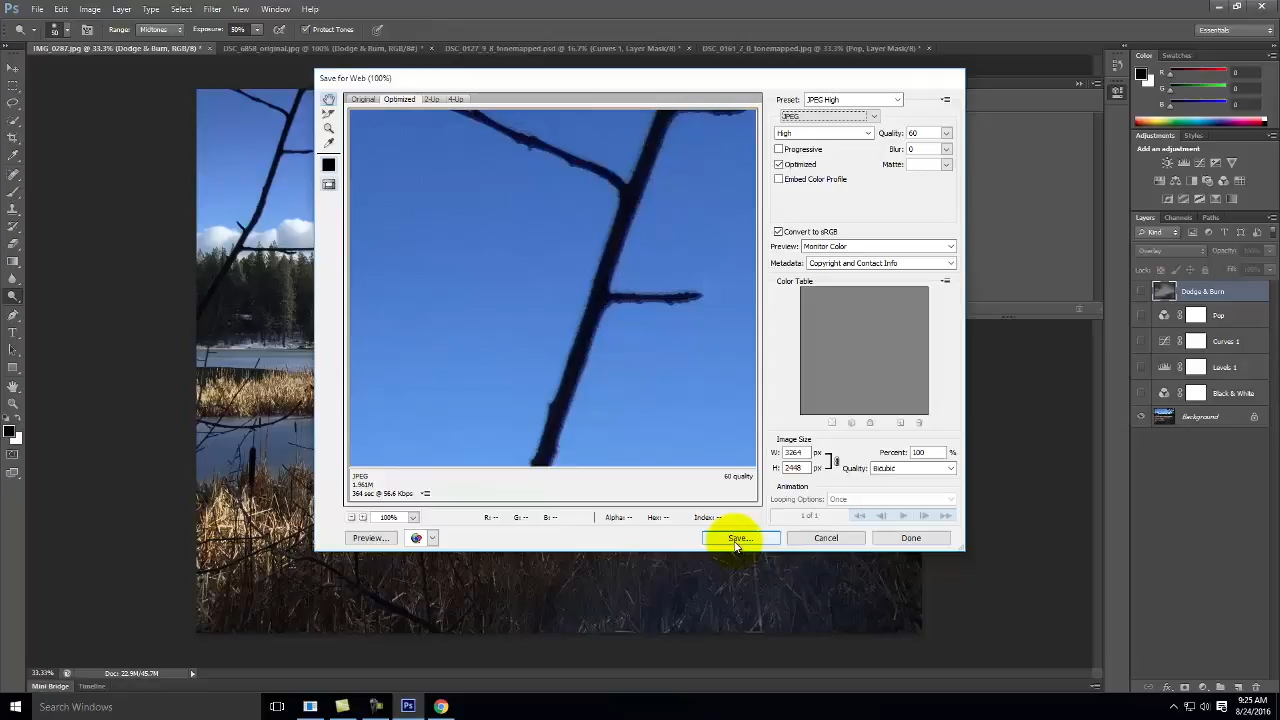 Ps File Edit Image Layer Type Select Filter View Window Help
50 Range: Midtones Exposure: 50% Protect Tones Essentials
IMG_0287.jpg @ 33.3% (Dodge & Burn, RGB/8) * DSC_6858_original.jpg @ 100% (Dodge & Burn, RGB/8#) * DSC_0127_9_8_tonemapped.psd @ 16.7% (Curves 1, Layer Mask/8) * DSC_0161_2_0_tonemapped.jpg @ 33.3% (Pop, Layer Mask/8) *
Color Swatches
R 0
G 0
B 0
Adjustments Styles
Add an adjustment
Layers Channels Paths
Kind
Overlay Opacity:
Lock: Fill:
Dodge & Burn
Pop
Curves 1
Levels 1
Black & White
Background
Save for Web (100%)
Original Optimized 2-Up 4-Up
Preset: JPEG High
JPEG
High Quality: 60
Progressive Blur: 0
Optimized Matte:
Embed Color Profile
Convert to sRGB
Preview: Monitor Color
Metadata: Copyright and Contact Info
Color Table
Image Size
W: 3264 px Percent: 100 %
H: 2448 px Quality: Bicubic
Animation
Looping Options: Once
1 of 1
JPEG 60 quality
1.961M
364 sec @ 56.6 Kbps
100% R: -- G: -- B: -- Alpha: -- Hex: -- Index: --
Preview... Save... Cancel Done
33.33% Doc: 22.9M/45.7M
Mini Bridge Timeline
Search Windows Ps 9:25 AM
8/24/2016